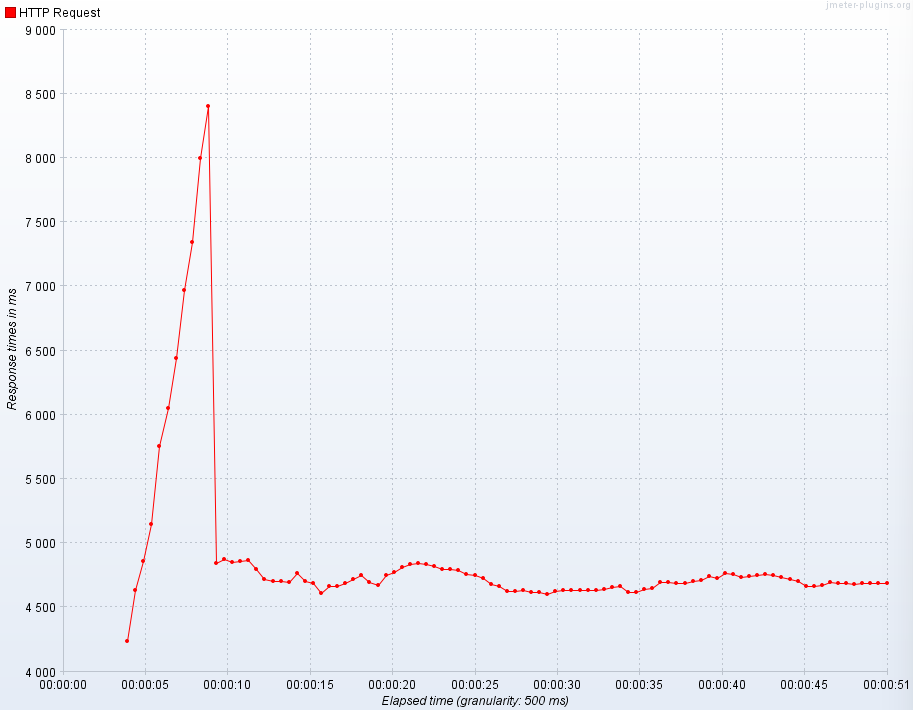 jmeter-plugins.org
HTTP Request
9 000
8 500
8 000
7 500
7 000
6 500
6 000
5 500
5 000
4 500
4 000
Response times in ms
00:00:00 00:00:05 00:00:10 00:00:15 00:00:20 00:00:25 00:00:30 00:00:35 00:00:40 00:00:45 00:00:51
Elapsed time (granularity: 500 ms)